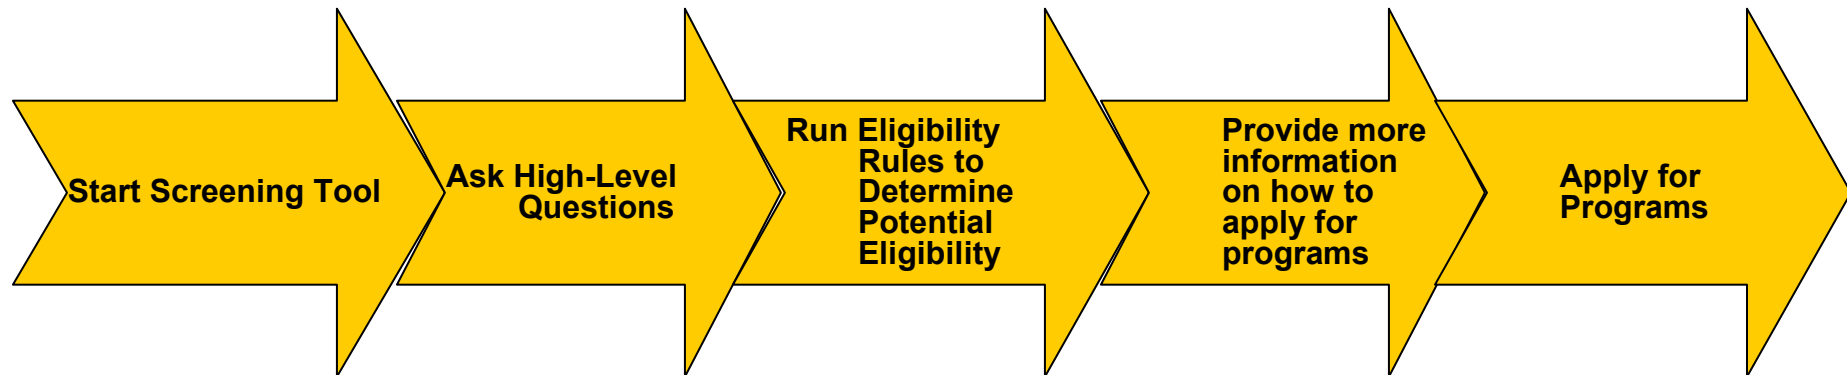 Start Screening Tool
Ask High-Level
Questions
Run Eligibility
Rules to
Determine
Potential
Eligibility
Provide more
information
on how to
apply for
programs
Apply for
Programs